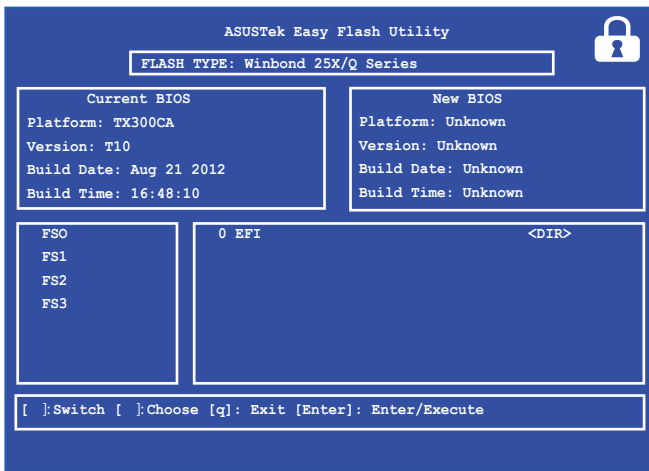 ASUSTek Easy Flash Utility
FLASH TYPE: Winbond 25X/Q Series
Current BIOS
Platform: TX300CA
Version: T10
Build Date: Aug 21 2012
Build Time: 16:48:10
New BIOS
Platform: Unknown
Version: Unknown
Build Date: Unknown
Build Time: Unknown
FSO
FS1
FS2
FS3
0 EFI <DIR>
[ ]:Switch [ ]:Choose [q]: Exit [Enter]: Enter/Execute